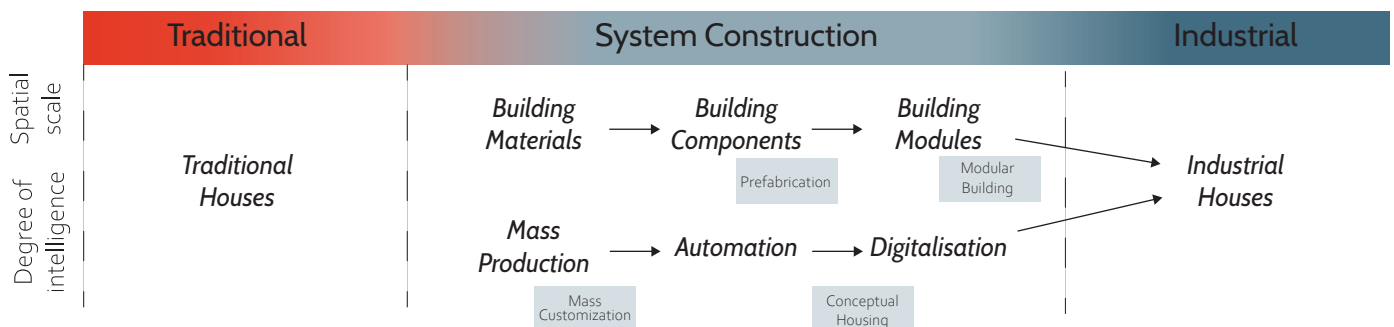 Traditional
System Construction
Industrial
Spatial
scale
Building
Materials
Building
Components
Building
Modules
Prefabrication
Modular
Building
Traditional
Houses
Industrial
Houses
Degree of
intelligence
Mass
Production
Automation
Digitalisation
Mass
Customization
Conceptual
Housing